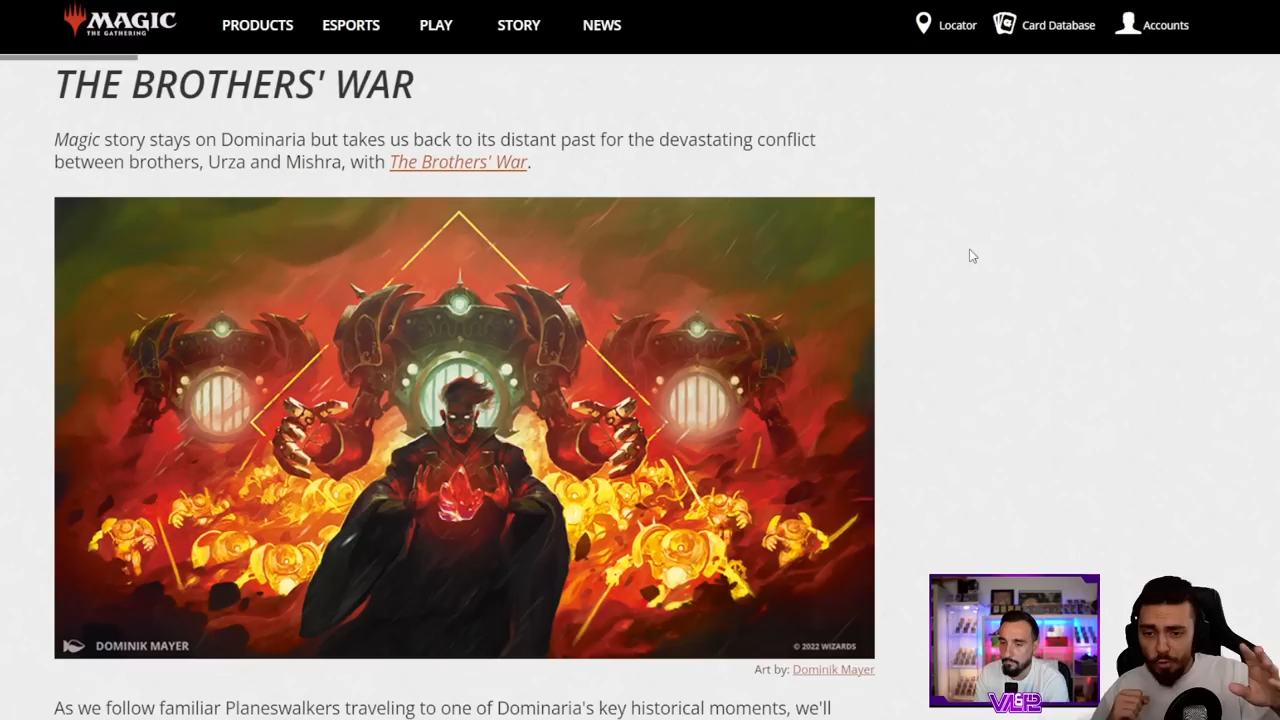 MAGIC
THE GATHERING
PRODUCTS
ESPORTS
PLAY
STORY
NEWS
Locator
Card Database
Accounts
THE BROTHERS' WAR
Magic story stays on Dominaria but takes us back to its distant past for the devastating conflict
between brothers, Urza and Mishra, with The Brothers' War.
DOMINIK MAYER
© 2022 WIZARDS
Art by: Dominik Mayer
As we follow familiar traveling to one of Dominaria's key historical moments, we'll